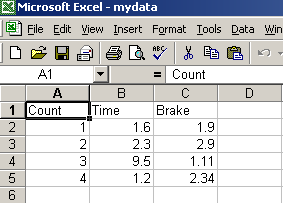 Microsoft Excel - mydata
File Edit View Insert Format Tools Data Window
A1 = Count
A B C D
1 Count Time Brake
2 1 1.6 1.9
3 2 2.3 2.9
4 3 9.5 1.11
5 4 1.2 2.34
6